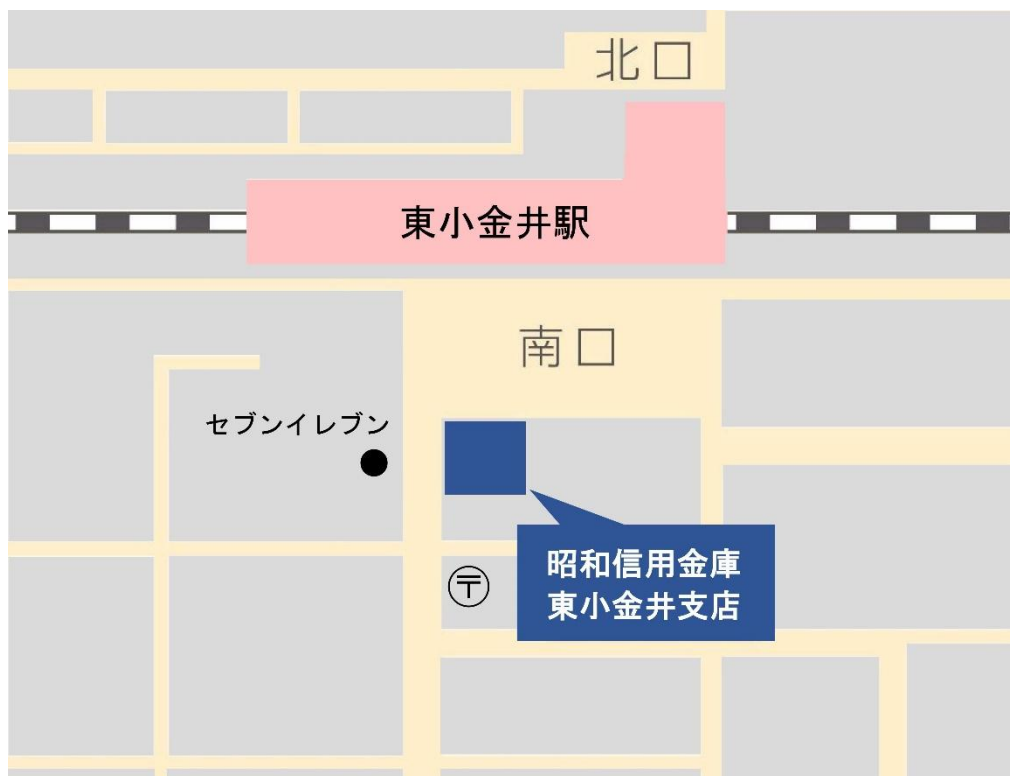 北口
東小金井駅
南口
セブンイレブン
昭和信用金庫
東小金井支店
〒